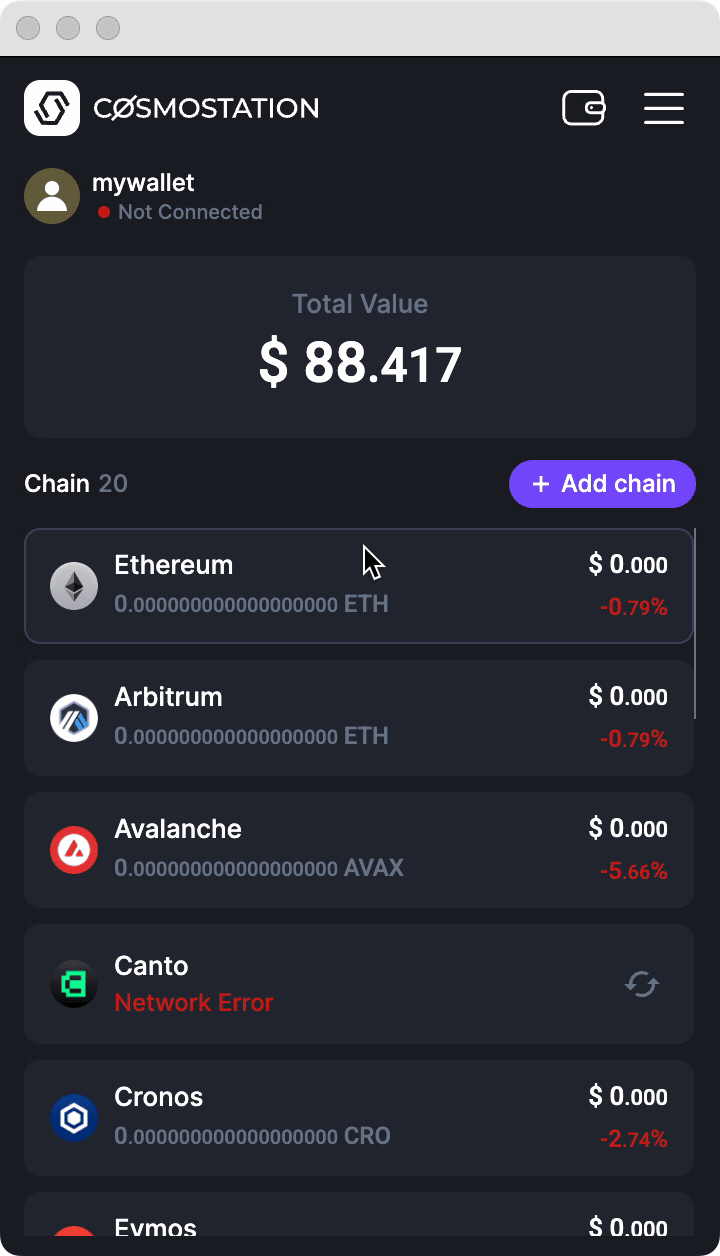 CØSMOSTATION
mywallet
Not Connected
Total Value
$ 88.417
Chain 20
+ Add chain
Ethereum
$ 0.000
0.000000000000000000 ETH
-0.79%
Arbitrum
$ 0.000
0.000000000000000000 ETH
-0.79%
Avalanche
$ 0.000
0.000000000000000000 AVAX
-5.66%
Canto
Network Error
Cronos
$ 0.000
0.000000000000000000 CRO
-2.74%
Evmos
$ 0.000